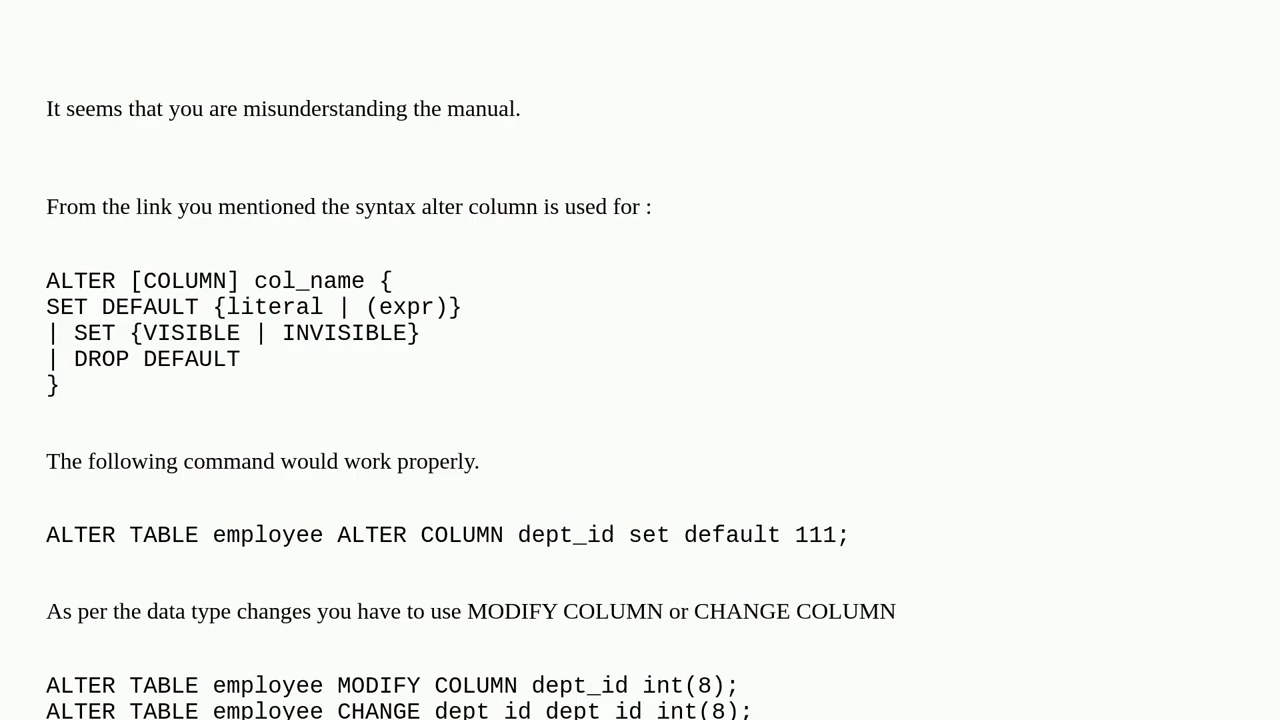 It seems that you are misunderstanding the manual.
From the link you mentioned the syntax alter column is used for :
ALTER [COLUMN] col_name {
SET DEFAULT {literal | (expr)}
| SET {VISIBLE | INVISIBLE}
| DROP DEFAULT
}
The following command would work properly.
ALTER TABLE employee ALTER COLUMN dept_id set default 111;
As per the data type changes you have to use MODIFY COLUMN or CHANGE COLUMN
ALTER TABLE employee MODIFY COLUMN dept_id int(8);
ALTER TABLE employee CHANGE dept_id dept_id int(8);